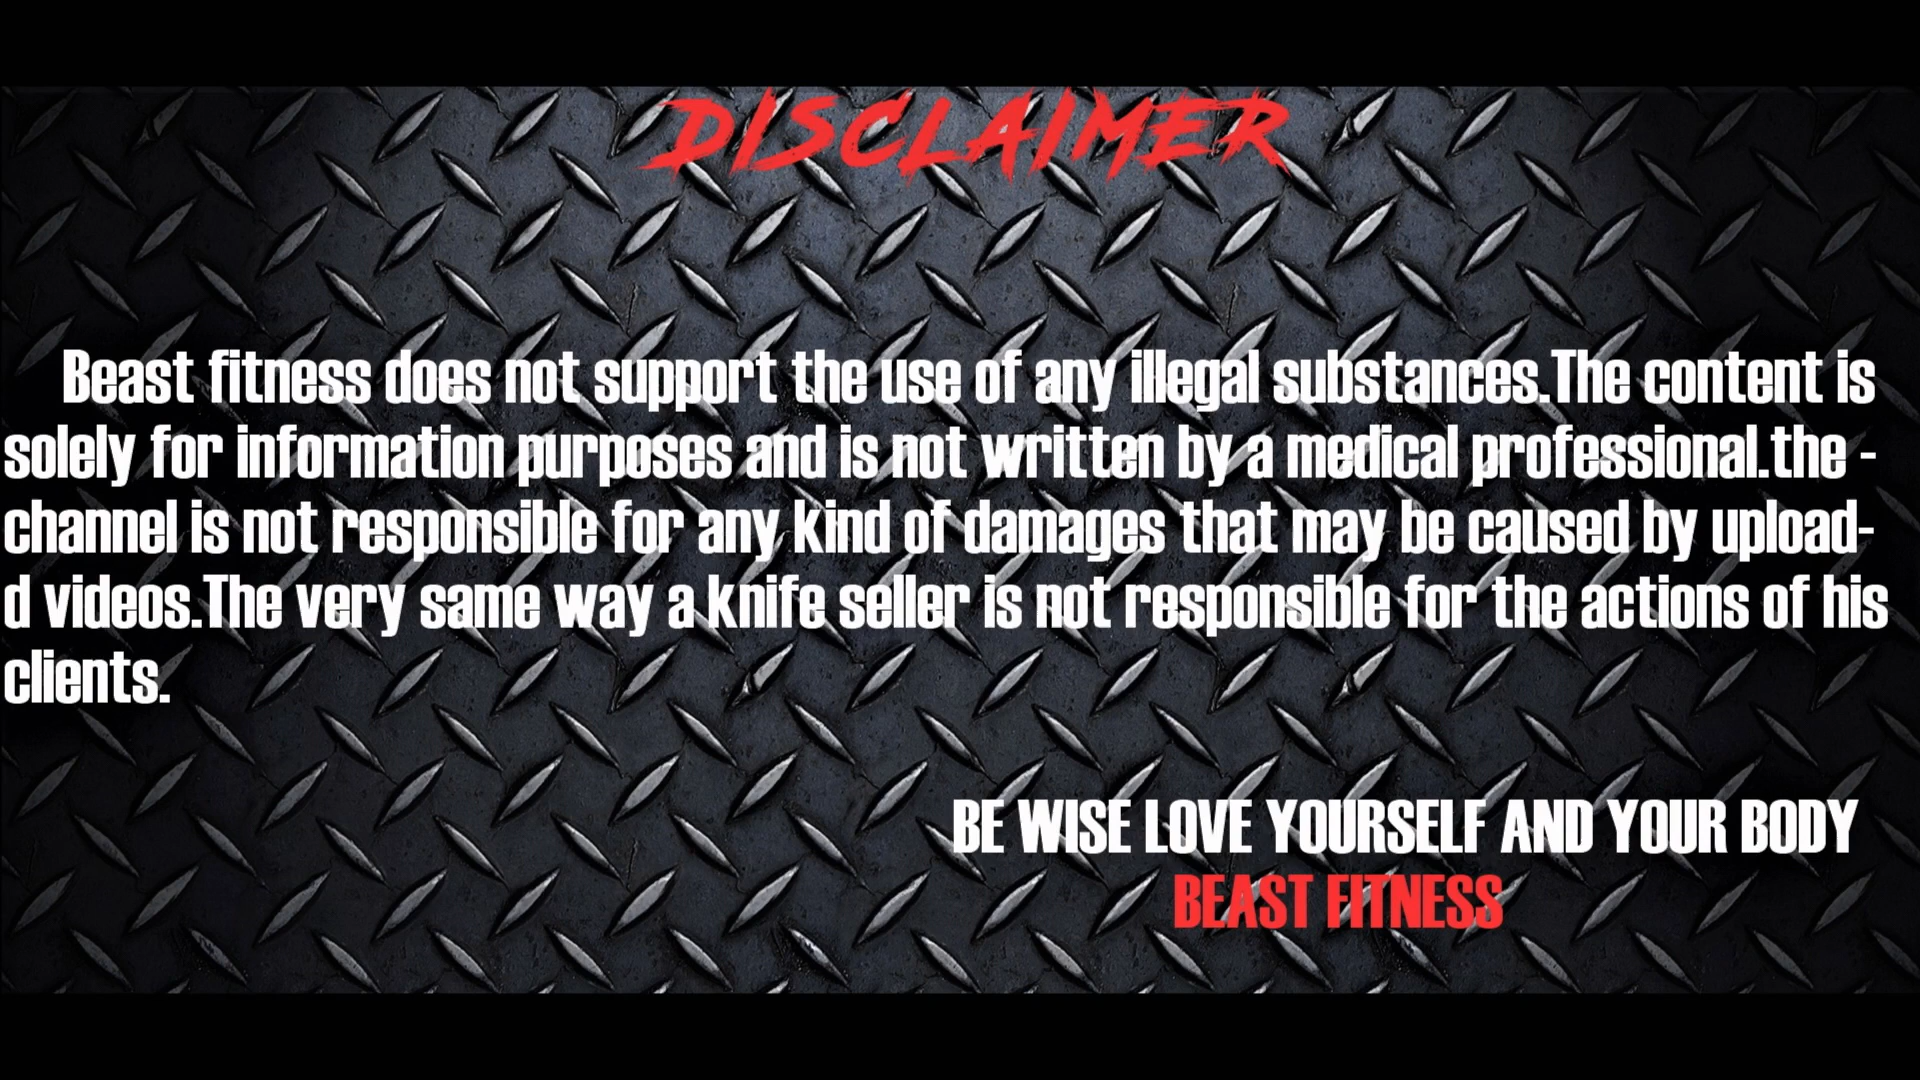 DISCLAIMER
Beast fitness does not support the use of any illegal substances.The content is
solely for information purposes and is not written by a medical professional.the -
channel is not responsible for any kind of damages that may be caused by upload-
d videos.The very same way a knife seller is not responsible for the actions of his
clients.
BE WISE LOVE YOURSELF AND YOUR BODY
BEAST FITNESS